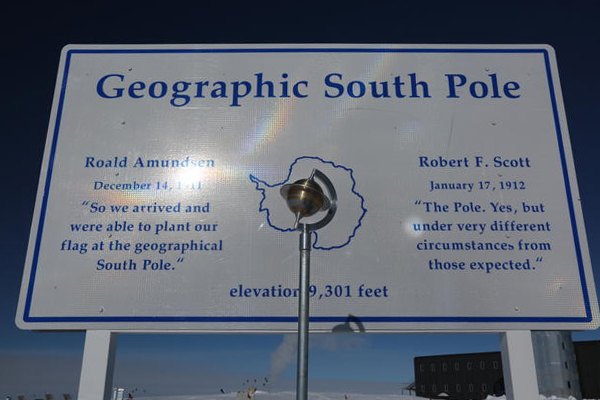 Geographic South Pole
Roald Amundsen
December 14, 1911
"So we arrived and
were able to plant our
flag at the geographical
South Pole."
Robert F. Scott
January 17, 1912
"The Pole. Yes, but
under very different
circumstances from
those expected."
elevation 9,301 feet